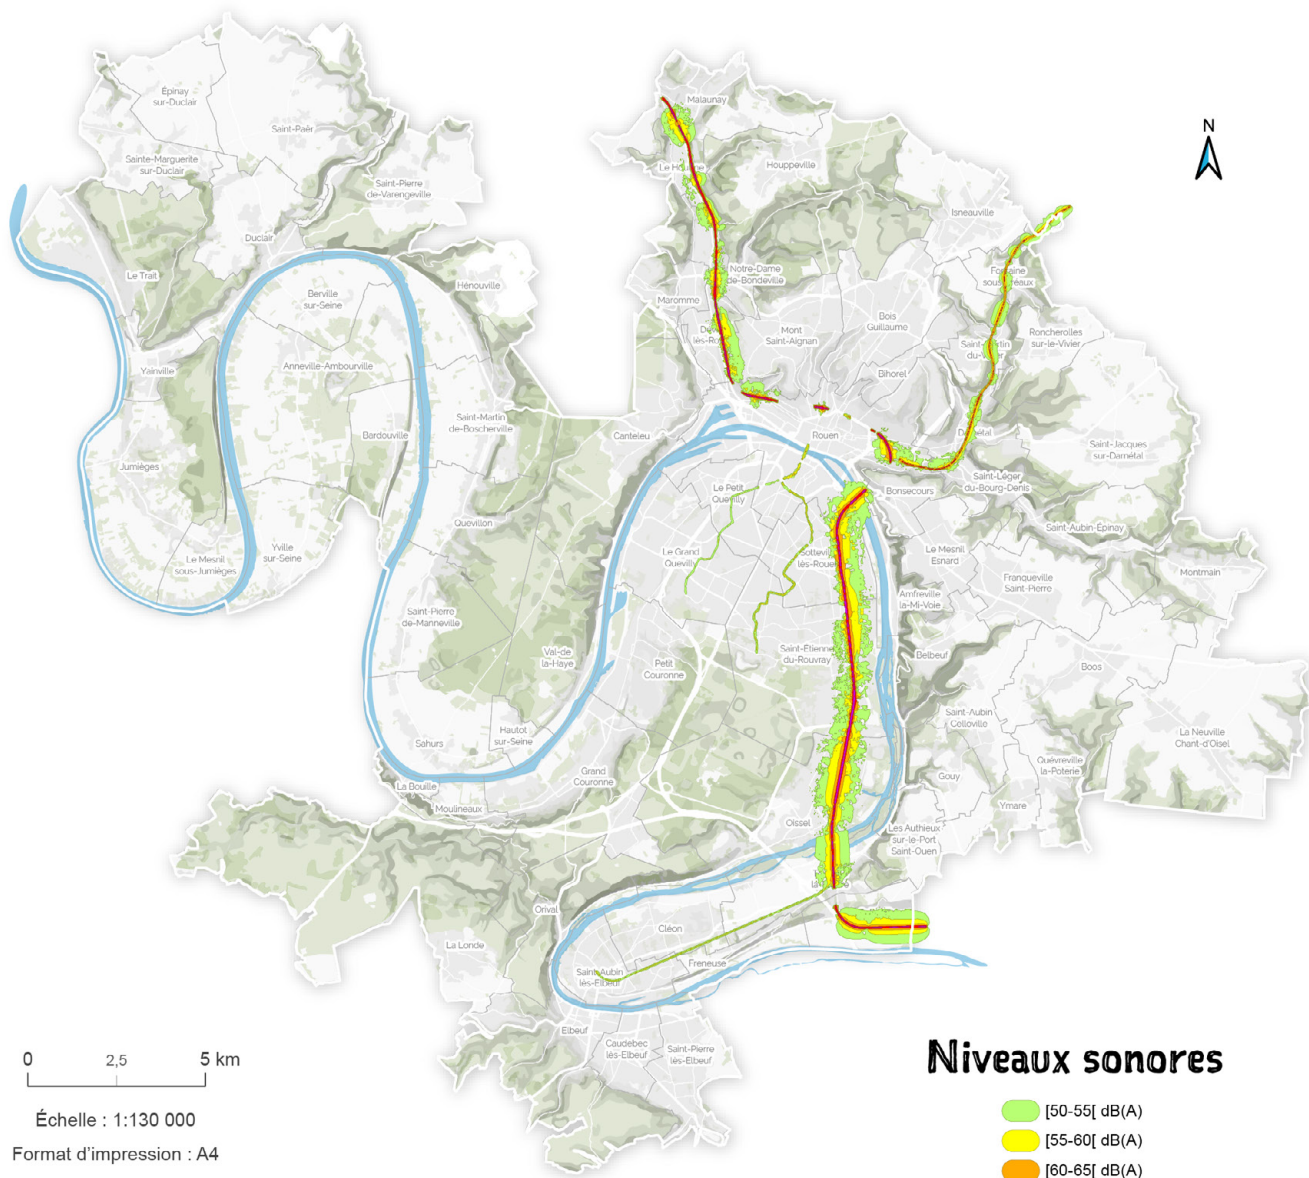 Malaunay
Épinay
sur-Duclair
Saint-Paër
N
Sainte-Marguerite
sur-Duclair
Houppeville
Saint-Pierre
de-Varengeville
Isneauville
Duclair
Le Trait
Notre-Dame
de-Bondeville
Hénouville
Berville
sur-Seine
Maromme
Bois
Guillaume
Mont
Saint-Aignan
Roncherolles
sur-le-Vivier
Yainville
Anneville-Ambourville
Bihorel
Saint-Martin
de-Boscherville
Bardouville
Canteleu
Rouen
Saint-Jacques
sur-Darnétal
Jumièges
Saint-Léger
du-Bourg-Denis
Le Petit
Quevilly
Bonsecours
Quevillon
Saint-Aubin-Épinay
Yville
sur-Seine
Le Grand
Quevilly
Le Mesnil
Esnard
Le Mesnil
sous-Jumièges
Montmain
Franqueville
Saint-Pierre
Amfreville
la-Mi-Voie
Saint-Pierre
de-Manneville
Saint-Étienne
du-Rouvray
Val-de
la-Haye
Belbeuf
Petit
Couronne
Boos
Saint-Aubin
Celloville
Hautot
sur-Seine
La Neuville
Chant-d'Oisel
Sahurs
Quévreville
la-Poterie
Grand
Couronne
Gouy
La Bouille
Moulineaux
Ymare
Oissel
Les Authieux
sur-le-Port
Saint-Ouen
Orival
Cléon
La Londe
Freneuse
Saint-Aubin
lès-Elbeuf
Elbeuf
Caudebec
lès-Elbeuf
Saint-Pierre
lès-Elbeuf
0 2,5 5 km
Échelle : 1:130 000
Format d'impression : A4
Niveaux sonores
[50-55[ dB(A)
[55-60[ dB(A)
[60-65[ dB(A)